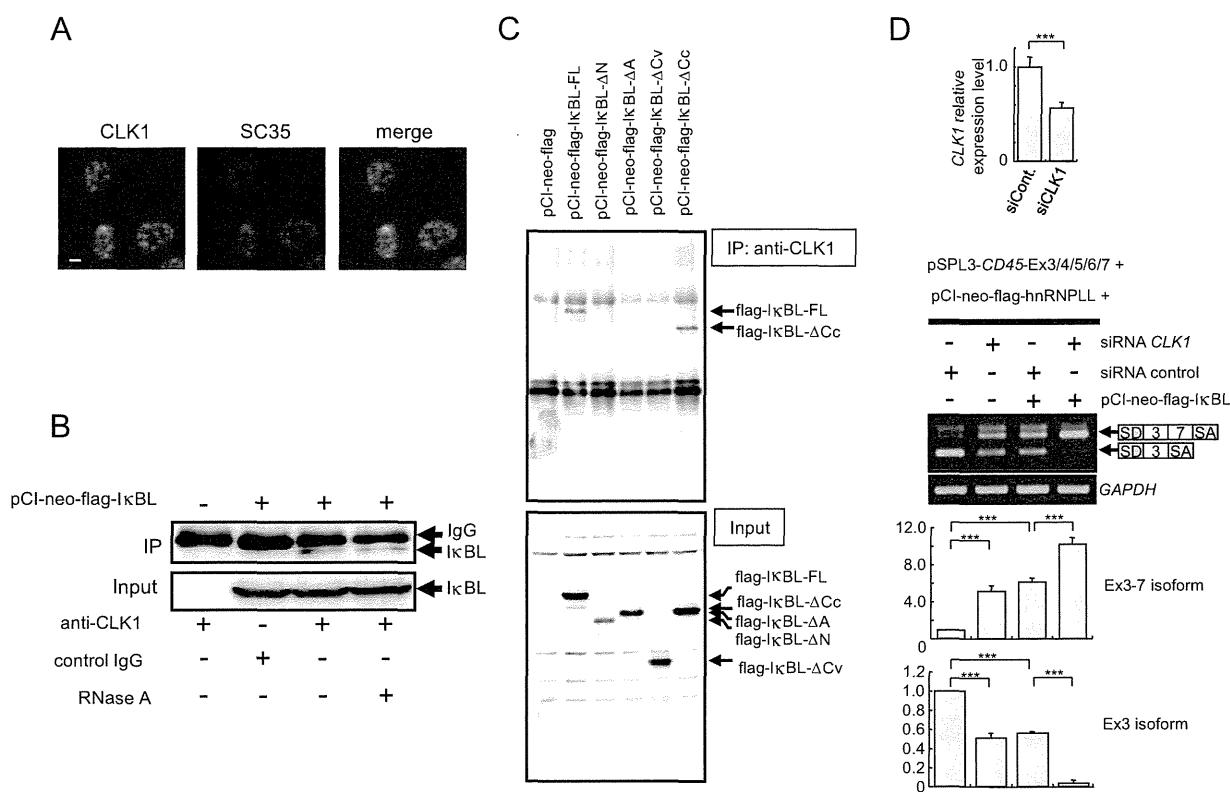 A
CLK1 SC35 merge
B
pCI-neo-flag-IκBL - + + +
IP
IgG
IκBL
Input
IκBL
anti-CLK1 + - + +
control IgG - + - -
RNase A - - - +
C
pCI-neo-flag
pCI-neo-flag-IκBL-FL
pCI-neo-flag-IκBL-ΔN
pCI-neo-flag-IκBL-ΔA
pCI-neo-flag-IκBL-ΔCv
pCI-neo-flag-IκBL-ΔCc
IP: anti-CLK1
flag-IκBL-FL
flag-IκBL-ΔCc
Input
flag-IκBL-FL
flag-IκBL-ΔCc
flag-IκBL-ΔA
flag-IκBL-ΔN
flag-IκBL-ΔCv
D
CLK1 relative
expression level
1.0
0
***
siCont.
siCLK1
pSPL3-CD45-Ex3/4/5/6/7 +
pCI-neo-flag-hnRNPLL +
- + - + siRNA CLK1
+ - + - siRNA control
- - + + pCI-neo-flag-IκBL
SD 3 7 SA
SD 3 SA
GAPDH
12.0
8.0
4.0
0
*** *** ***
Ex3-7 isoform
1.2
1.0
0.8
0.6
0.4
0.2
0
*** *** ***
Ex3 isoform